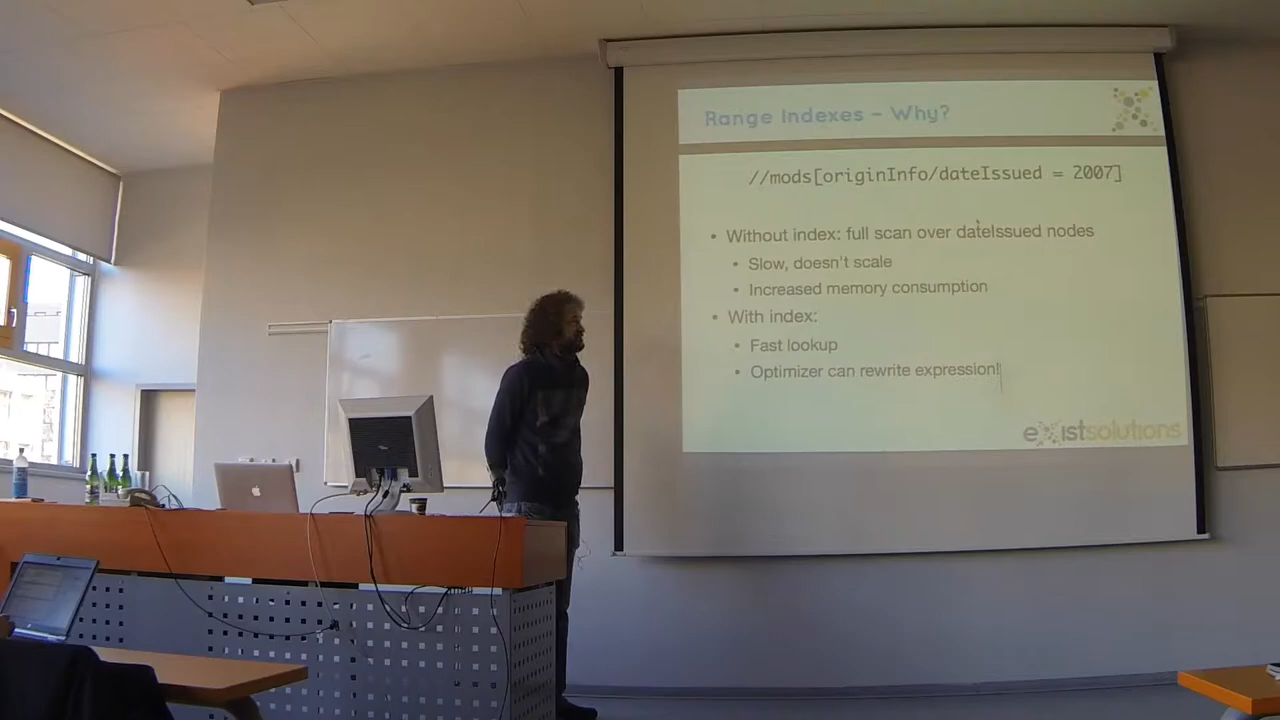 Range Indexes – Why?
//mods[originInfo/dateIssued = 2007]
• Without index: full scan over dateIssued nodes
• Slow, doesn't scale
• Increased memory consumption
• With index:
• Fast lookup
• Optimizer can rewrite expression!
eXistsolutions